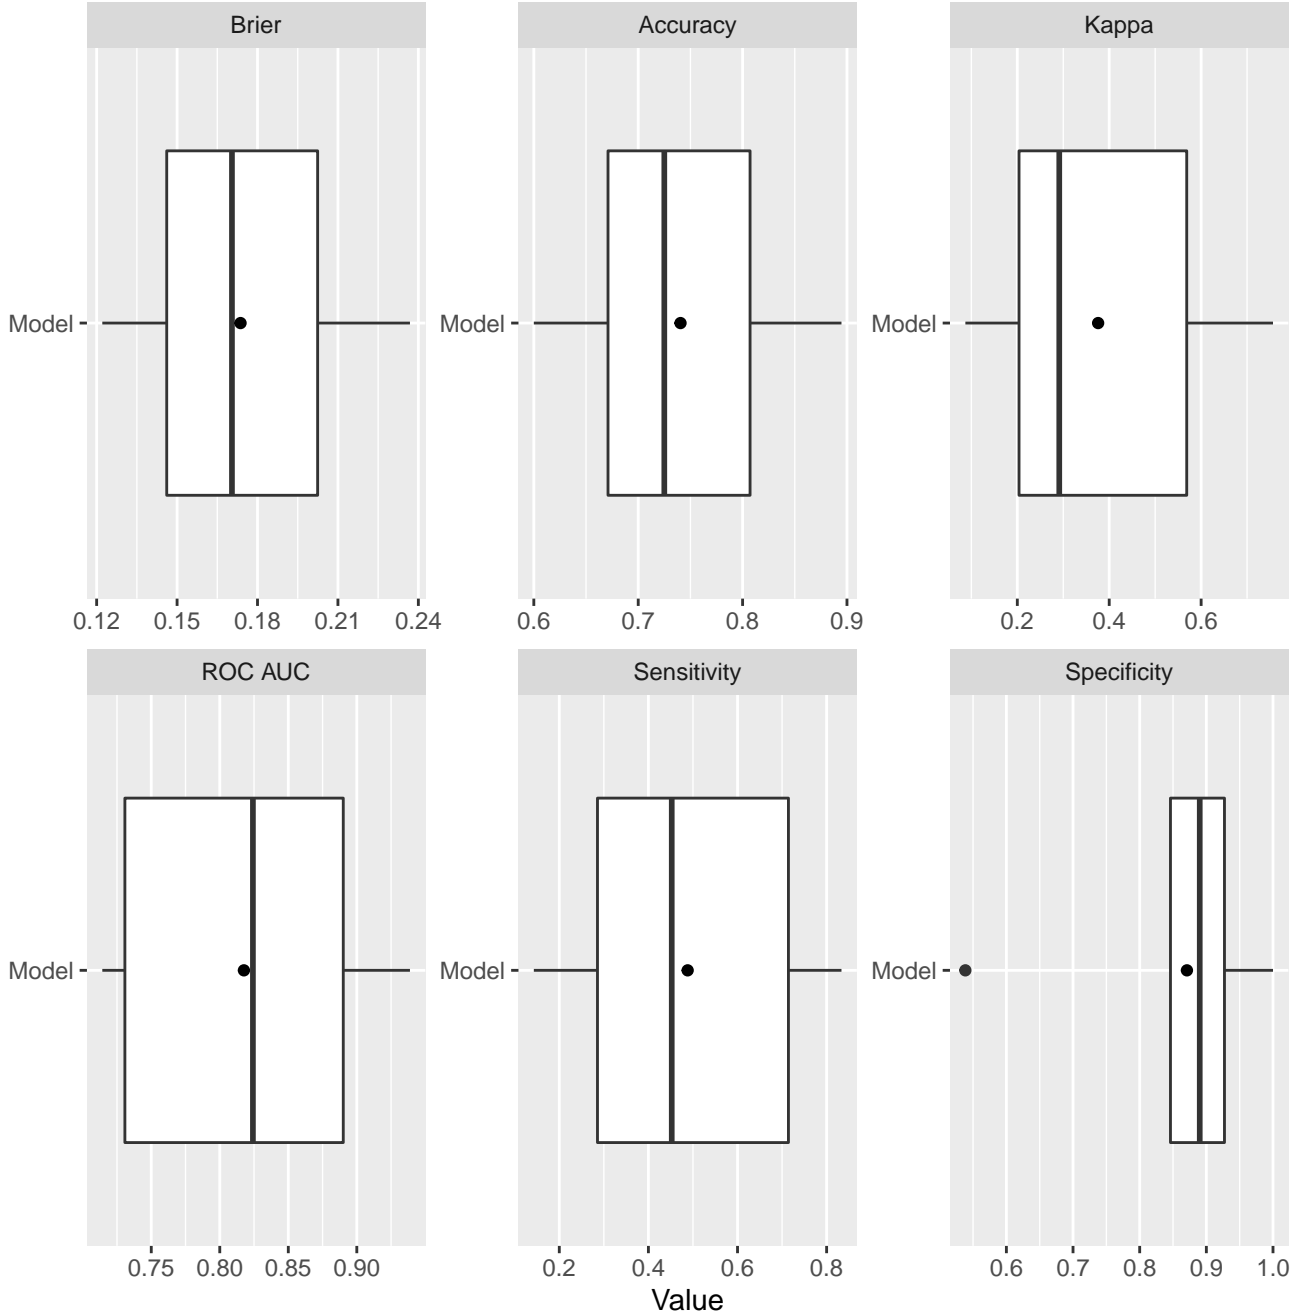 Brier
Accuracy
Kappa
Model
Model
Model
0.12 0.15 0.18 0.21 0.24
0.6 0.7 0.8 0.9
0.2 0.4 0.6
ROC AUC
Sensitivity
Specificity
Model
Model
Model
0.75 0.80 0.85 0.90
0.2 0.4 0.6 0.8
0.6 0.7 0.8 0.9 1.0
Value